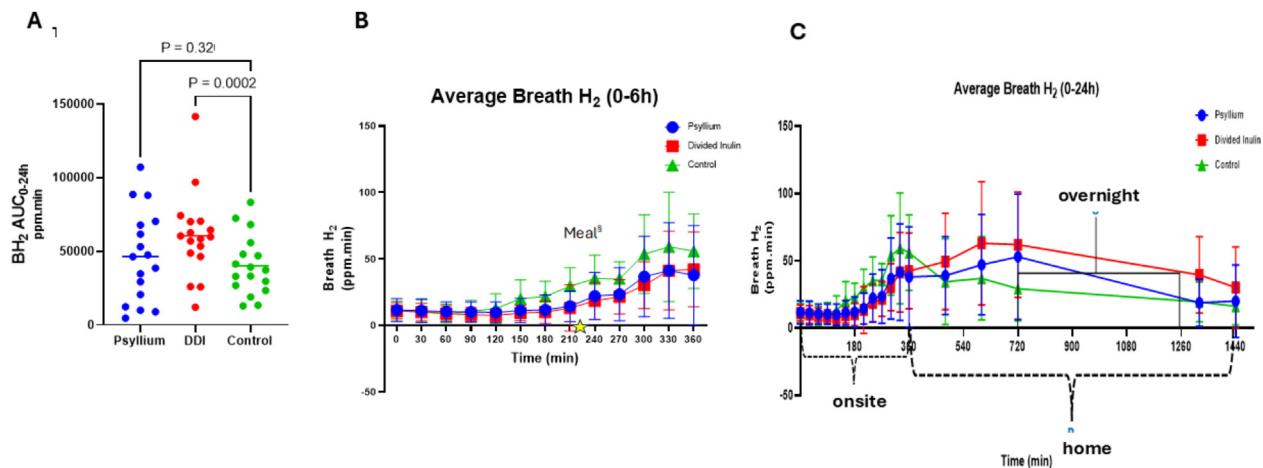 A
P = 0.32
P = 0.0002
BH2 AUC0-24h
ppm.min
150000
100000
50000
0
Psyllium DDI Control
B
Average Breath H2 (0-6h)
Psyllium
Divided Inulin
Control
Breath H2
(ppm.min)
150
100
50
0
-50
Meal§
0 30 60 90 120 150 180 210 240 270 300 330 360
Time (min)
C
Average Breath H2 (0-24h)
Psyllium
Divided Inulin
Control
Breath H2
(ppm.min)
150
100
50
0
-50
overnight
180 360 540 720 900 1080 1260 1440
onsite
home
Time (min)